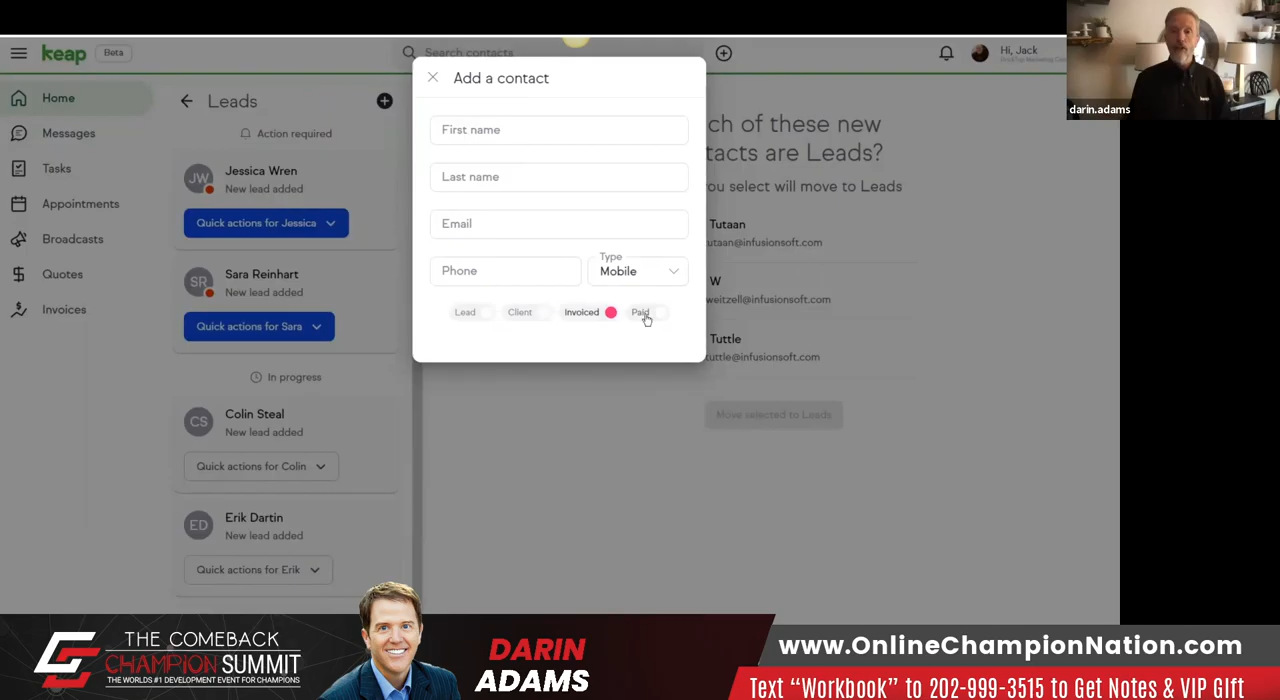 keap
Beta
Search contacts
Hi, Jack
darin.adams
Home
Messages
Tasks
Appointments
Broadcasts
Quotes
Invoices
Leads
Action required
JW
Jessica Wren
New lead added
Quick actions for Jessica
SR
Sara Reinhart
New lead added
Quick actions for Sara
In progress
CS
Colin Steal
New lead added
Quick actions for Colin
ED
Erik Dartin
New lead added
Quick actions for Erik
Add a contact
First name
Last name
Email
Phone
Type
Mobile
Lead
Client
Invoiced
Paid
ch of these new
tacts are Leads?
you select will move to Leads
Tutaan
tutaan@infusionsoft.com
W
weitzell@infusionsoft.com
Tuttle
tuttle@infusionsoft.com
Move selected to Leads
THE COMEBACK
CHAMPION SUMMIT
THE WORLDS #1 DEVELOPMENT EVENT FOR CHAMPIONS
DARIN
ADAMS
www.OnlineChampionNation.com
Text “Workbook” to 202-999-3515 to Get Notes & VIP GIft